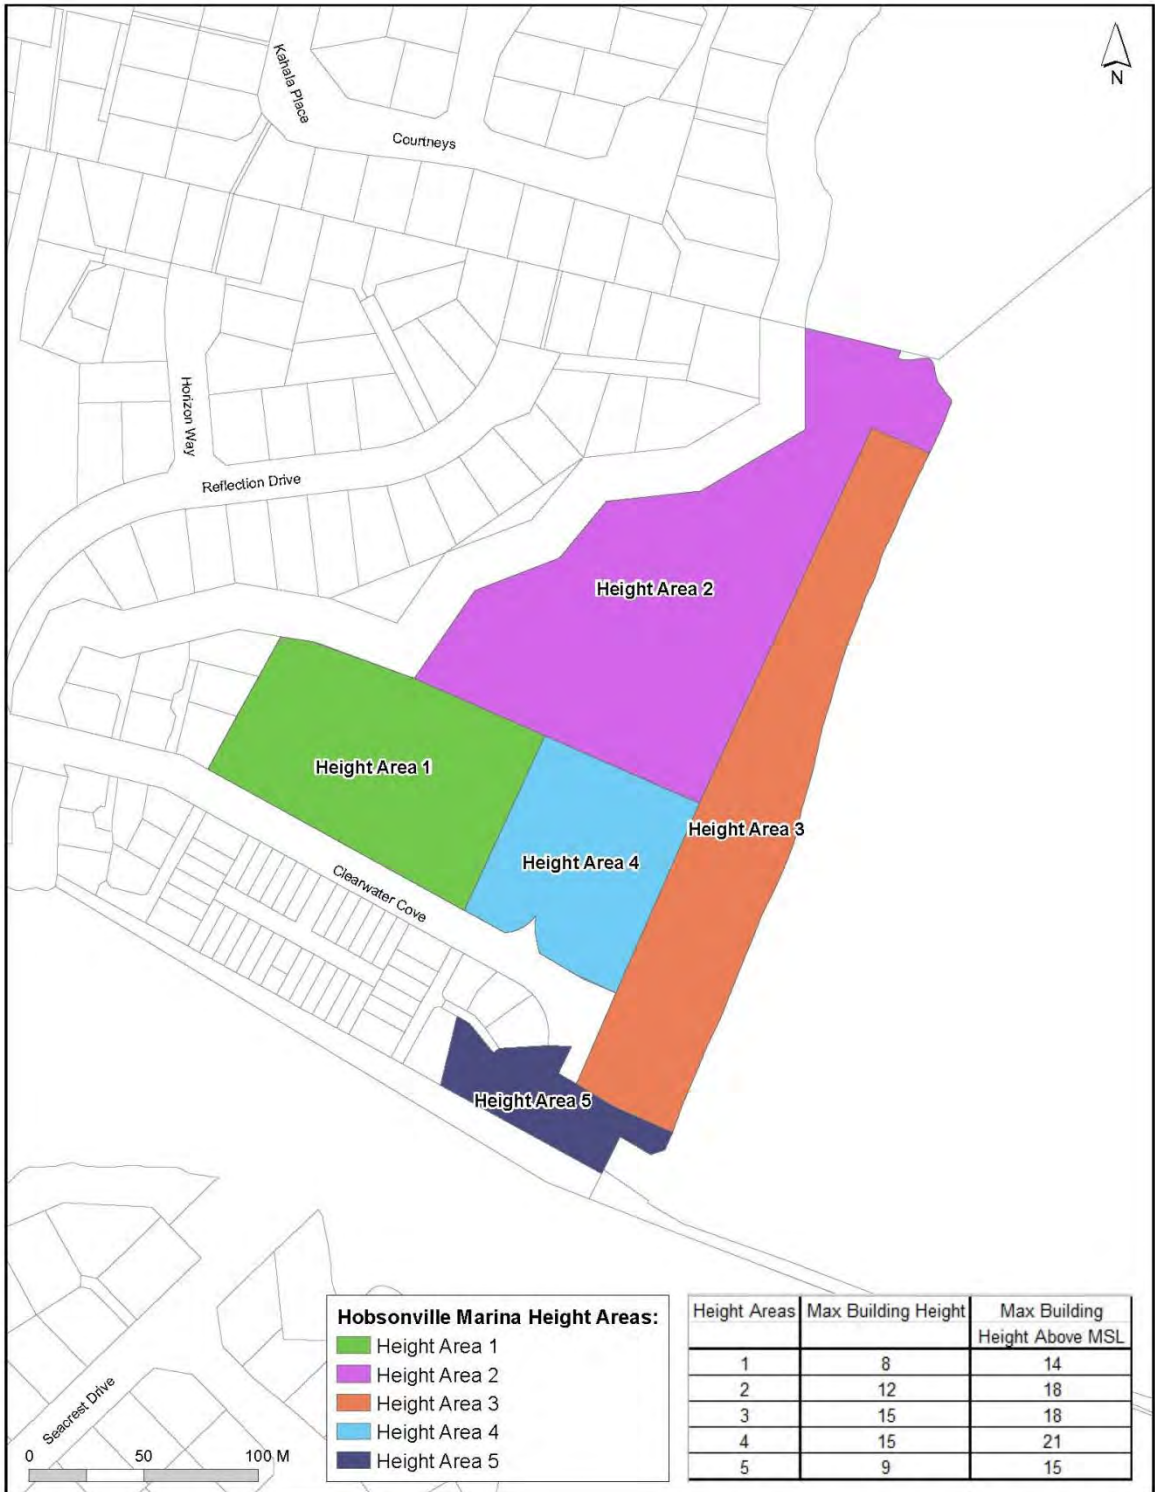 N
Kahala Place
Courtneys
Horizon Way
Reflection Drive
Height Area 2
Height Area 1
Height Area 3
Height Area 4
Clearwater Cove
Height Area 5
Seacrest Drive
0 50 100 M
Hobsonville Marina Height Areas:
Height Area 1
Height Area 2
Height Area 3
Height Area 4
Height Area 5
Height Areas Max Building Height Max Building
Height Above MSL
1 8 14
2 12 18
3 15 18
4 15 21
5 9 15